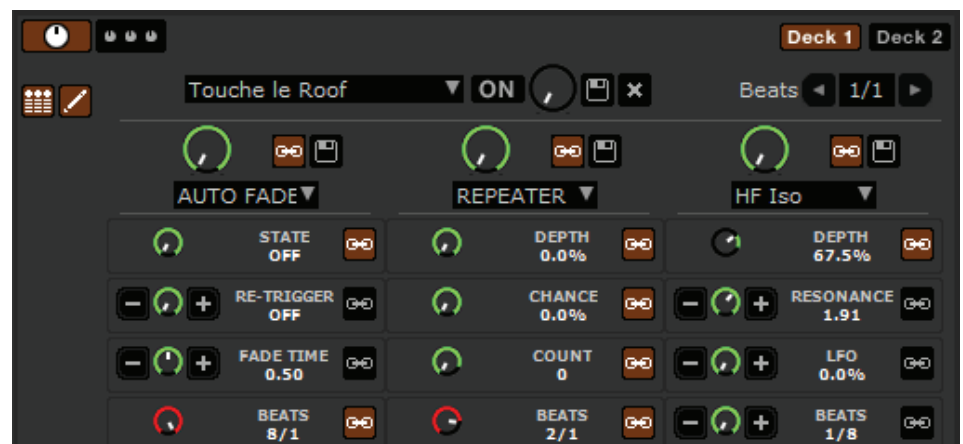 Deck 1 Deck 2
Touche le Roof ON Beats 1/1
AUTO FADE REPEATER HF Iso
STATE DEPTH DEPTH
OFF 0.0% 67.5%
RE-TRIGGER CHANCE RESONANCE
OFF 0.0% 1.91
FADE TIME COUNT LFO
0.50 0 0.0%
BEATS BEATS BEATS
8/1 2/1 1/8